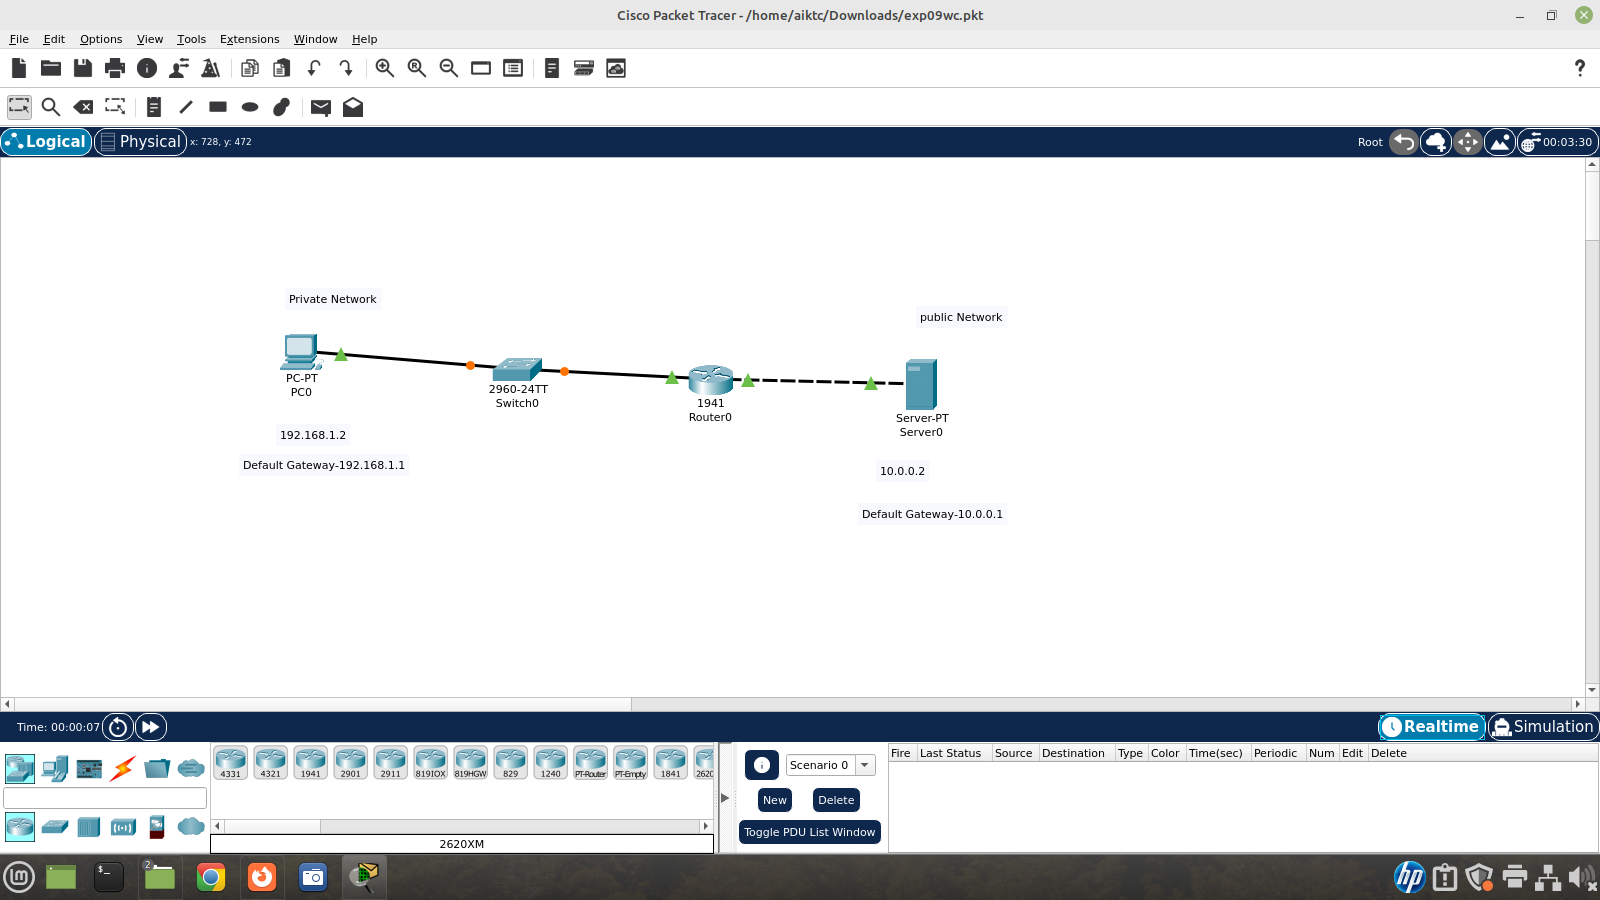 Cisco Packet Tracer - /home/aiktc/Downloads/exp09wc.pkt
File Edit Options View Tools Extensions Window Help
?
Logical Physical x: 728, y: 472 Root 00:03:30
Private Network
public Network
PC-PT
PC0
2960-24TT
Switch0
1941
Router0
Server-PT
Server0
192.168.1.2
Default Gateway-192.168.1.1
10.0.0.2
Default Gateway-10.0.0.1
Time: 00:00:07 Realtime Simulation
4331 4321 1941 2901 2911 819IOX 819HGW 829 1240 PT-Router PT-Empty 1841 2620
2620XM
Scenario 0
New Delete
Toggle PDU List Window
Fire Last Status Source Destination Type Color Time(sec) Periodic Num Edit Delete
lm
$_
2
hp